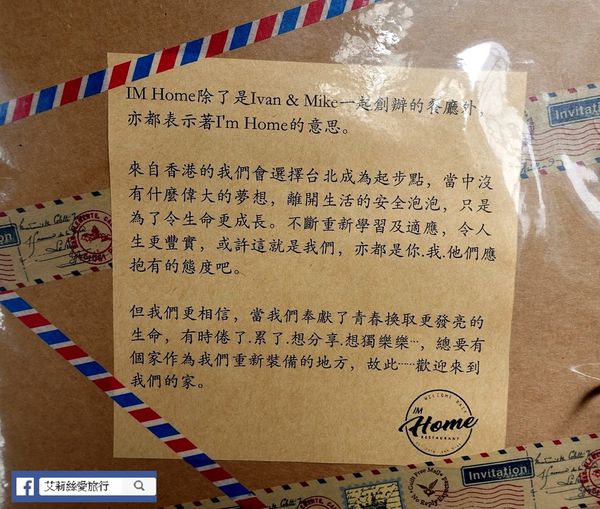 IM Home除了是Ivan & Mike一起創辦的餐廳外，
亦都表示著I'm Home的意思。
來自香港的我們會選擇台北成為起步點，當中沒
有什麼偉大的夢想，離開生活的安全泡泡，只是
為了令生命更成長。不斷重新學習及適應，令人
生更豐實，或許這就是我們，亦都是你.我.他們應
抱有的態度吧。
但我們更相信，當我們奉獻了青春換取更發亮的
生命，有時倦了.累了.想分享.想獨樂樂…，總要有
個家作為我們重新裝備的地方，故此……歡迎來到
我們的家。
WELCOME BACK
IM
Home
RESTAURANT
Invitati
Invitation
Guilt Free Mail
No Reply
艾莉絲愛旅行